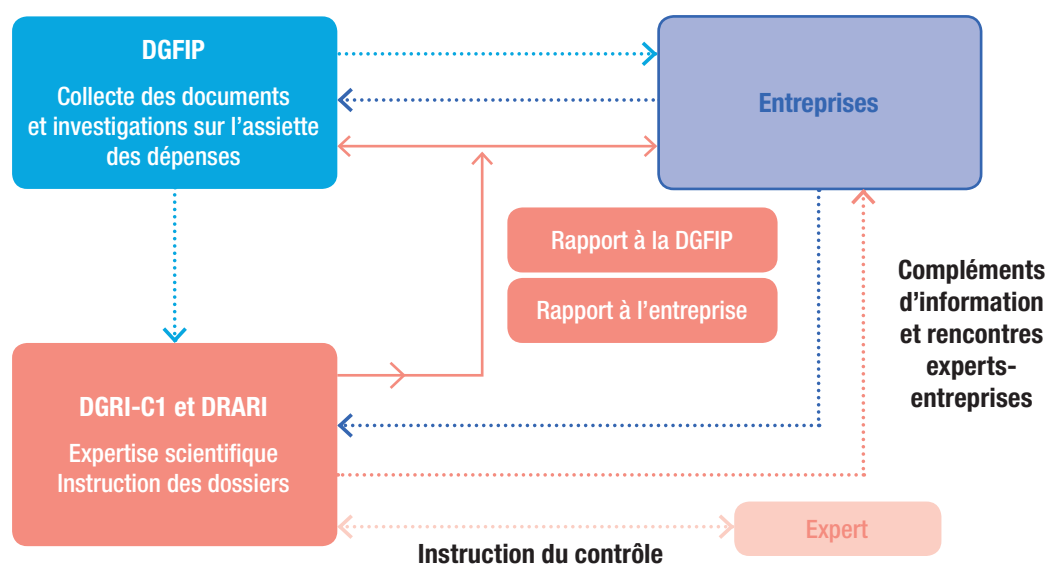 DGFIP
Collecte des documents
et investigations sur l’assiette
des dépenses
Entreprises
Rapport à la DGFIP
Rapport à l’entreprise
Compléments
d’information
et rencontres
experts-
entreprises
DGRI-C1 et DRARI
Expertise scientifique
Instruction des dossiers
Expert
Instruction du contrôle